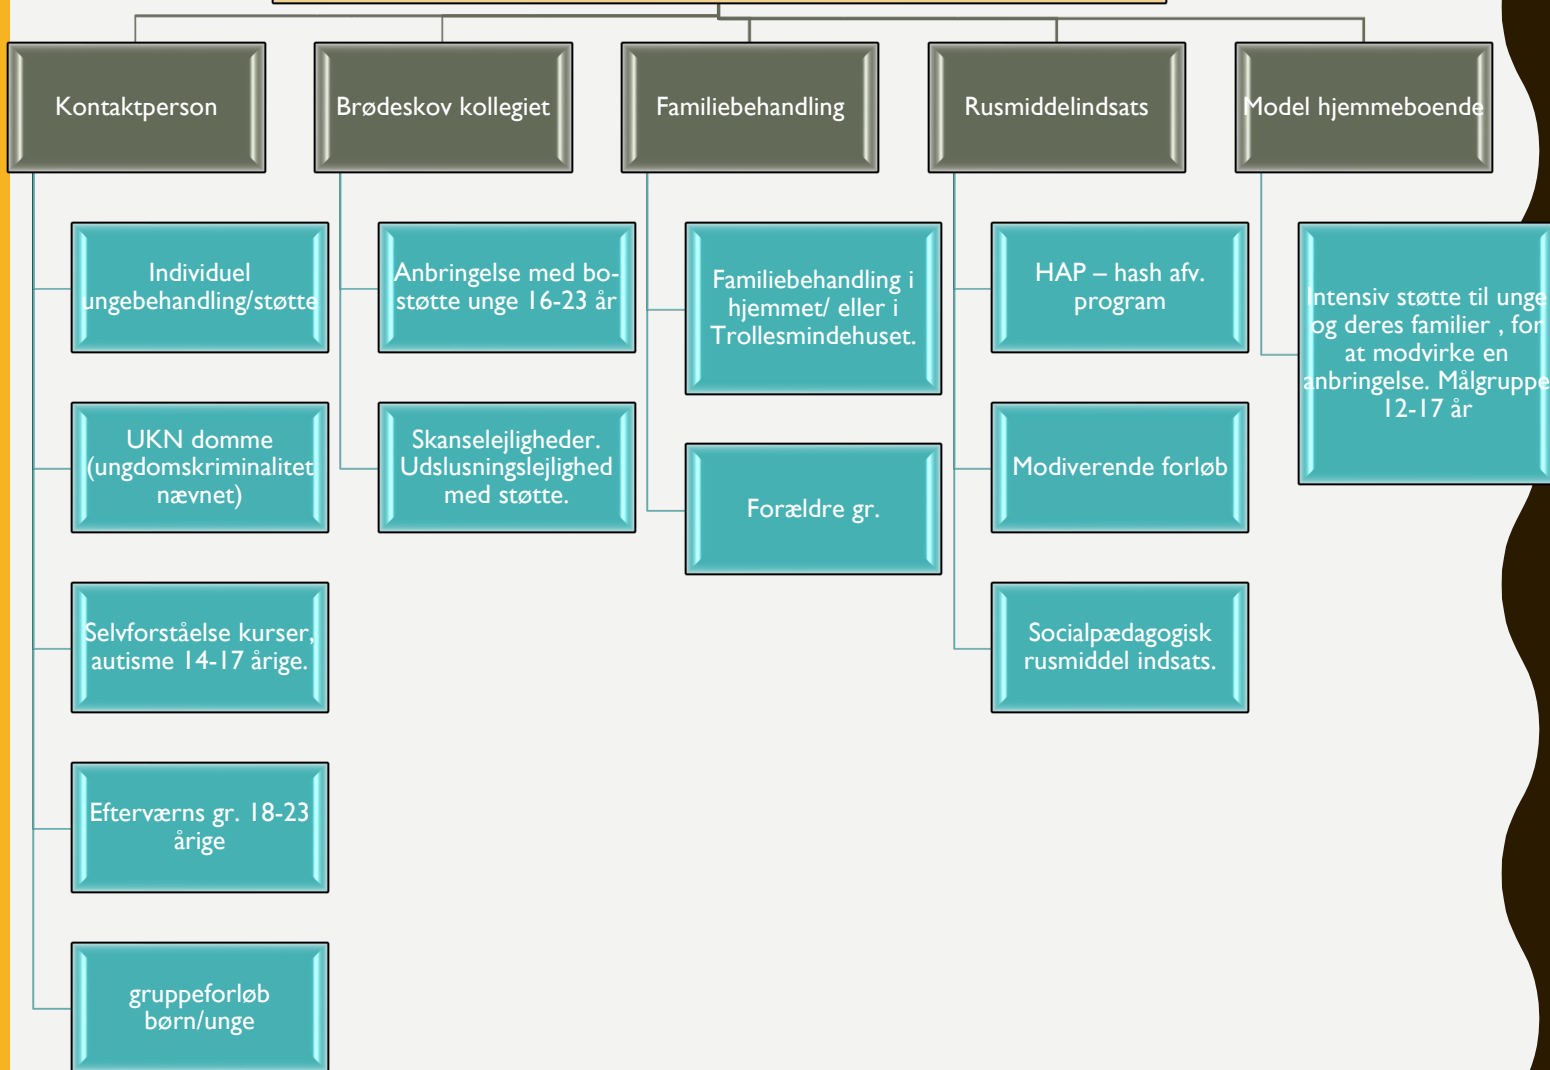 Kontaktperson
Individuel
ungebehandling/støtte
UKN domme
(ungdomskriminalitet
nævnet)
Selvforståelse kurser,
autisme 14-17 årige.
Efterværns gr. 18-23
årige
gruppeforløb
børn/unge
Brødeskov kollegiet
Anbringelse med bo-
støtte unge 16-23 år
Skanselejligheder.
Udslusningslejlighed
med støtte.
Familiebehandling
Familiebehandling i
hjemmet/ eller i
Trollesmindehuset.
Forældre gr.
Rusmiddelindsats
HAP – hash afv.
program
Modiverende forløb
Socialpædagogisk
rusmiddel indsats.
Model hjemmeboende
Intensiv støtte til unge
og deres familier , for
at modvirke en
anbringelse. Målgruppe
12-17 år